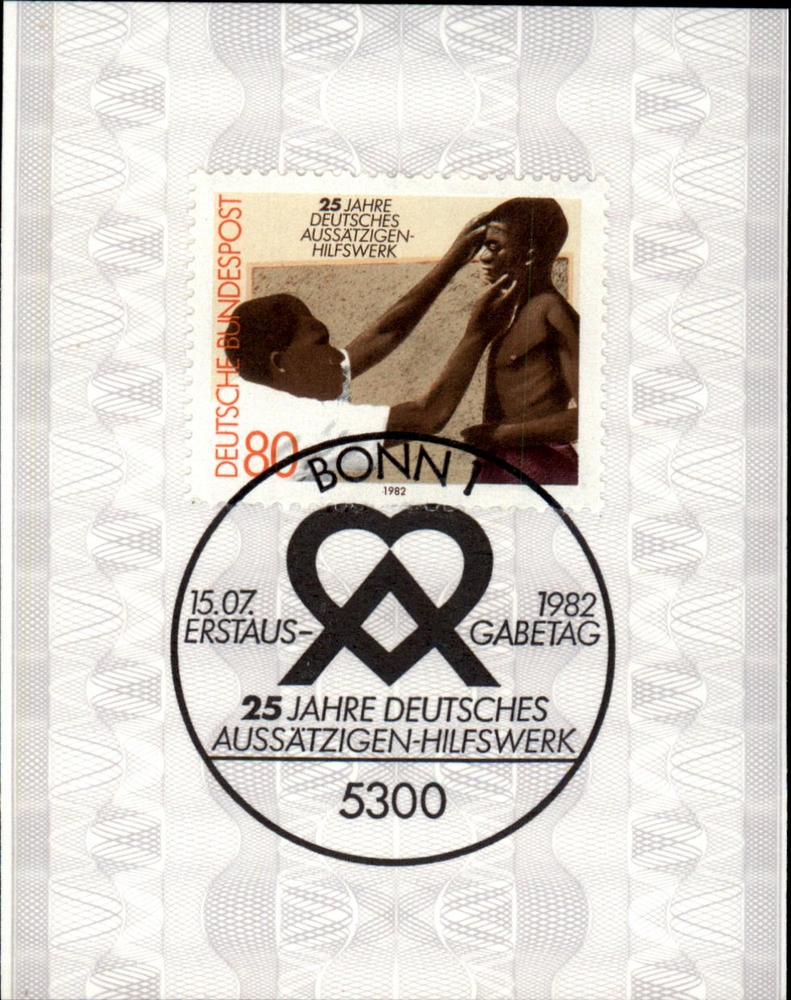 25 JAHRE
DEUTSCHES
AUSSÄTZIGEN-
HILFSWERK
DEUTSCHE BUNDESPOST
80
1982
BONN 1
15.07. 1982
ERSTAUS- GABETAG
25 JAHRE DEUTSCHES
AUSSÄTZIGEN-HILFSWERK
5300